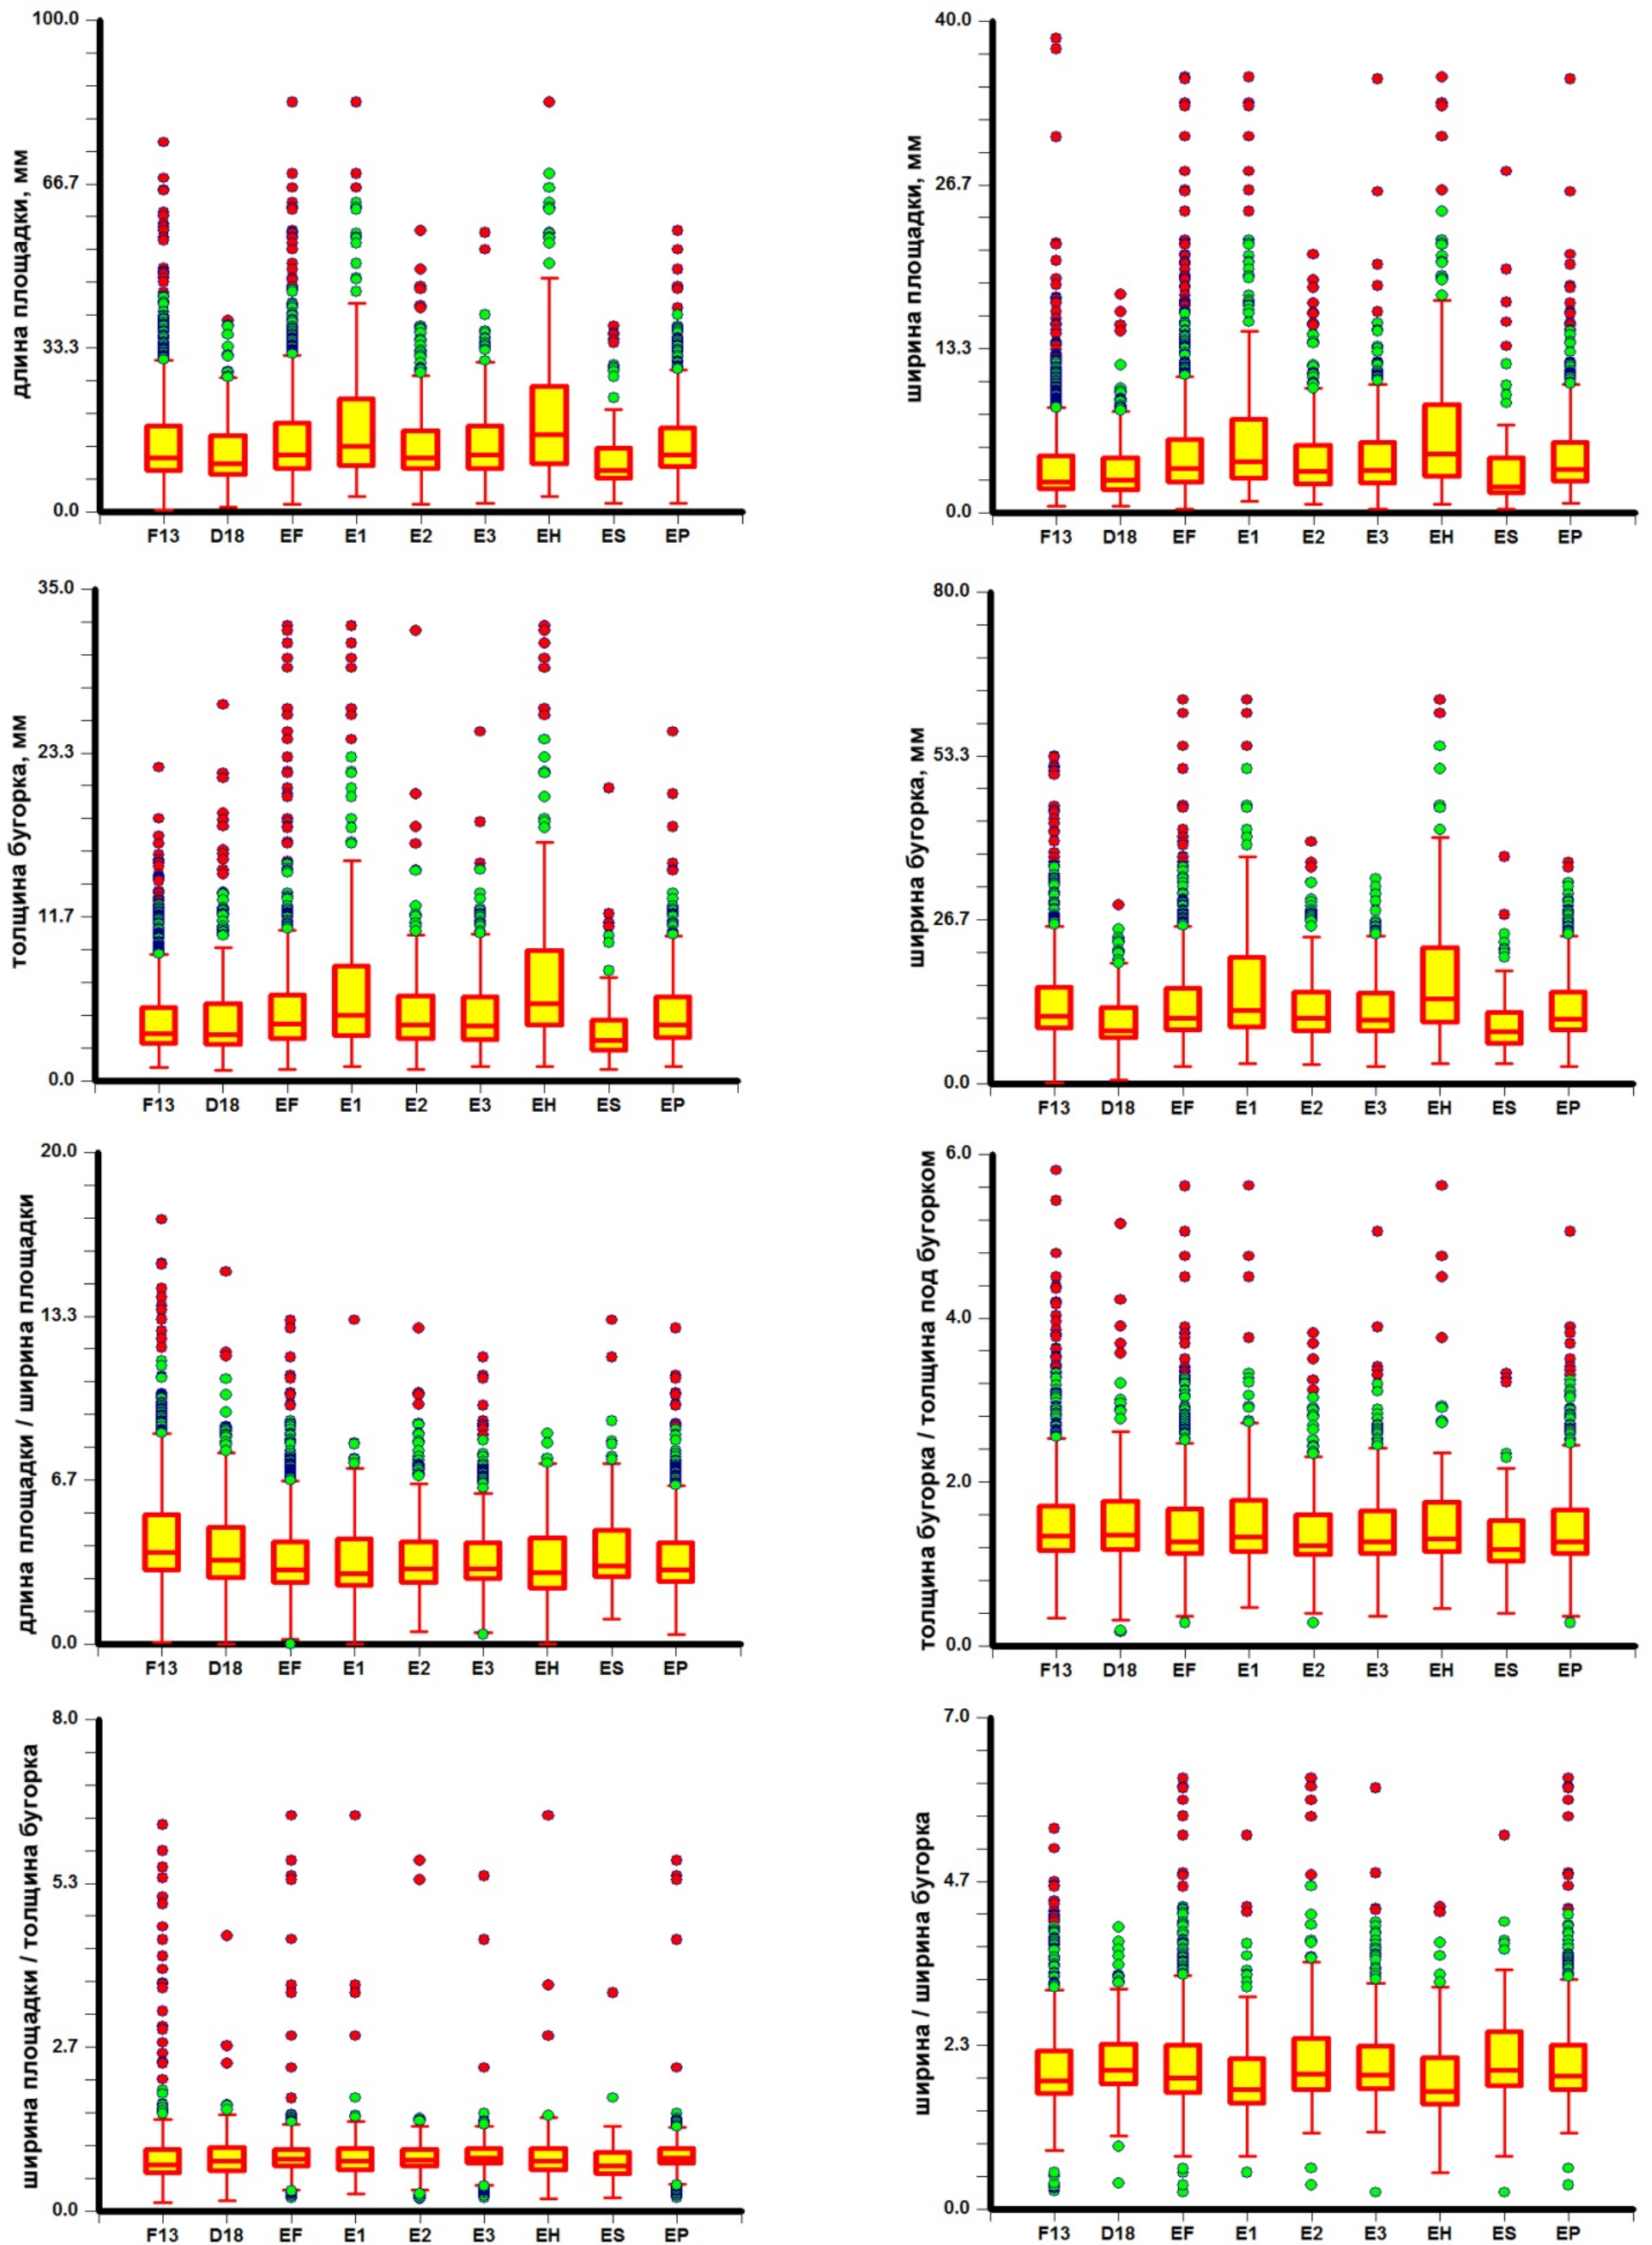 длина площадки, мм
100.0
66.7
33.3
0.0
F13 D18 EF E1 E2 E3 EH ES EP
ширина площадки, мм
40.0
26.7
13.3
0.0
F13 D18 EF E1 E2 E3 EH ES EP
толщина бугорка, мм
35.0
23.3
11.7
0.0
F13 D18 EF E1 E2 E3 EH ES EP
ширина бугорка, мм
80.0
53.3
26.7
0.0
F13 D18 EF E1 E2 E3 EH ES EP
длина площадки / ширина площадки
20.0
13.3
6.7
0.0
F13 D18 EF E1 E2 E3 EH ES EP
толщина бугорка / толщина под бугорком
6.0
4.0
2.0
0.0
F13 D18 EF E1 E2 E3 EH ES EP
ширина площадки / толщина бугорка
8.0
5.3
2.7
0.0
F13 D18 EF E1 E2 E3 EH ES EP
ширина / ширина бугорка
7.0
4.7
2.3
0.0
F13 D18 EF E1 E2 E3 EH ES EP